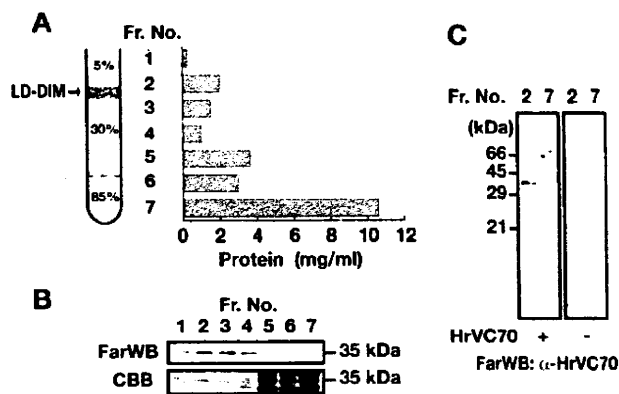 A
Fr. No.
5%
30%
85%
LD-DIM
1
2
3
4
5
6
7
0 2 4 6 8 10 12
Protein (mg/ml)
B
Fr. No.
1 2 3 4 5 6 7
FarWB 35 kDa
CBB 35 kDa
C
Fr. No. 2 7 2 7
(kDa)
66
45
29
21
HrVC70 + -
FarWB: α-HrVC70